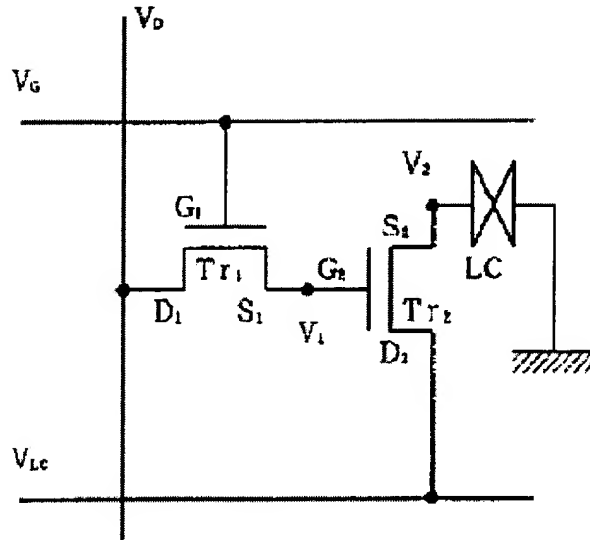 V_D
V_G
V_2
G_1
S_2
Tr_1
G_2
LC
D_1
S_1
Tr_2
V_1
D_2
V_LC